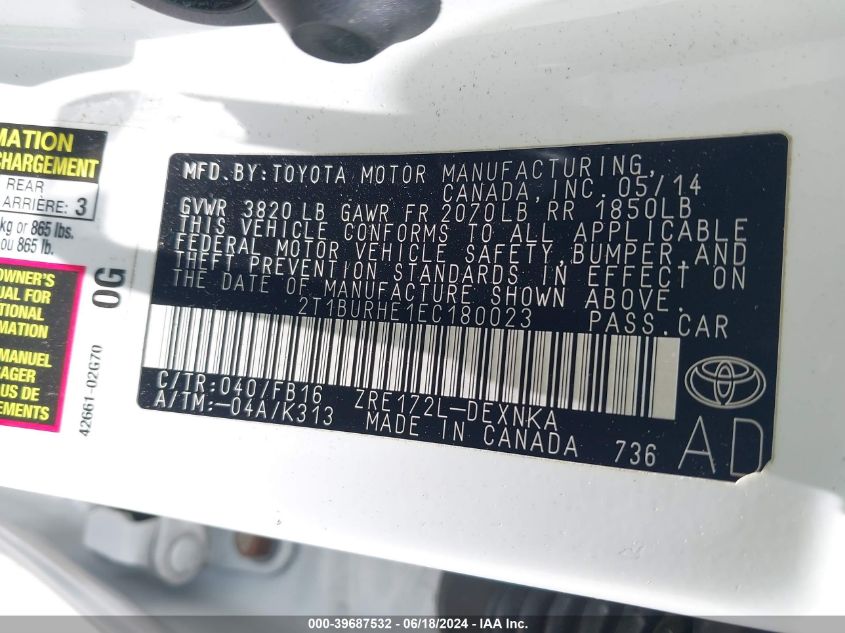 MFD.BY:TOYOTA MOTOR MANUFACTURING,
CANADA, INC. 05/14
GVWR 3820 LB GAWR FR 2070LB RR 1850LB
THIS VEHICLE CONFORMS TO ALL APPLICABLE
FEDERAL MOTOR VEHICLE SAFETY,BUMPER,AND
THEFT PREVENTION STANDARDS IN EFFECT ON
THE DATE OF MANUFACTURE SHOWN ABOVE.
2T1BURHE1EC180023 PASS.CAR
C/TR:040/FB16 ZRE172L-DEXNKA
A/TM:-04A/K313 MADE IN CANADA 736
AD
MATION
CHARGEMENT
REAR
ARRIÈRE: 3
kg or 865 lbs.
ou 865 lb.
OWNER'S
UAL FOR
TIONAL
RMATION
MANUEL
AGER
US DE
EMENTS
0G
42661-02G70
000-39687532 - 06/18/2024 - IAA Inc.